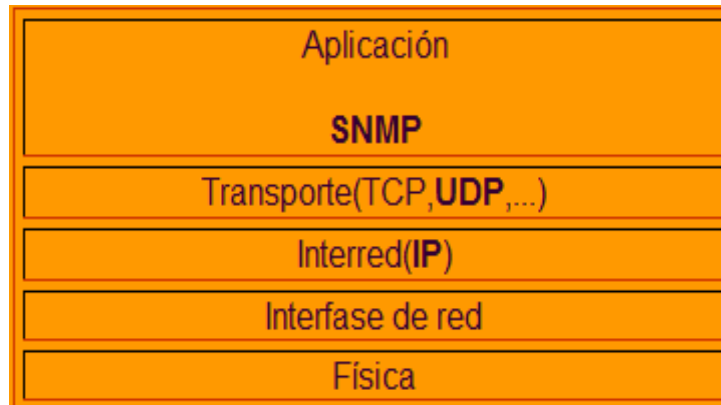 Aplicación
SNMP
Transporte(TCP,UDP,...)
Interred(IP)
Interfase de red
Física